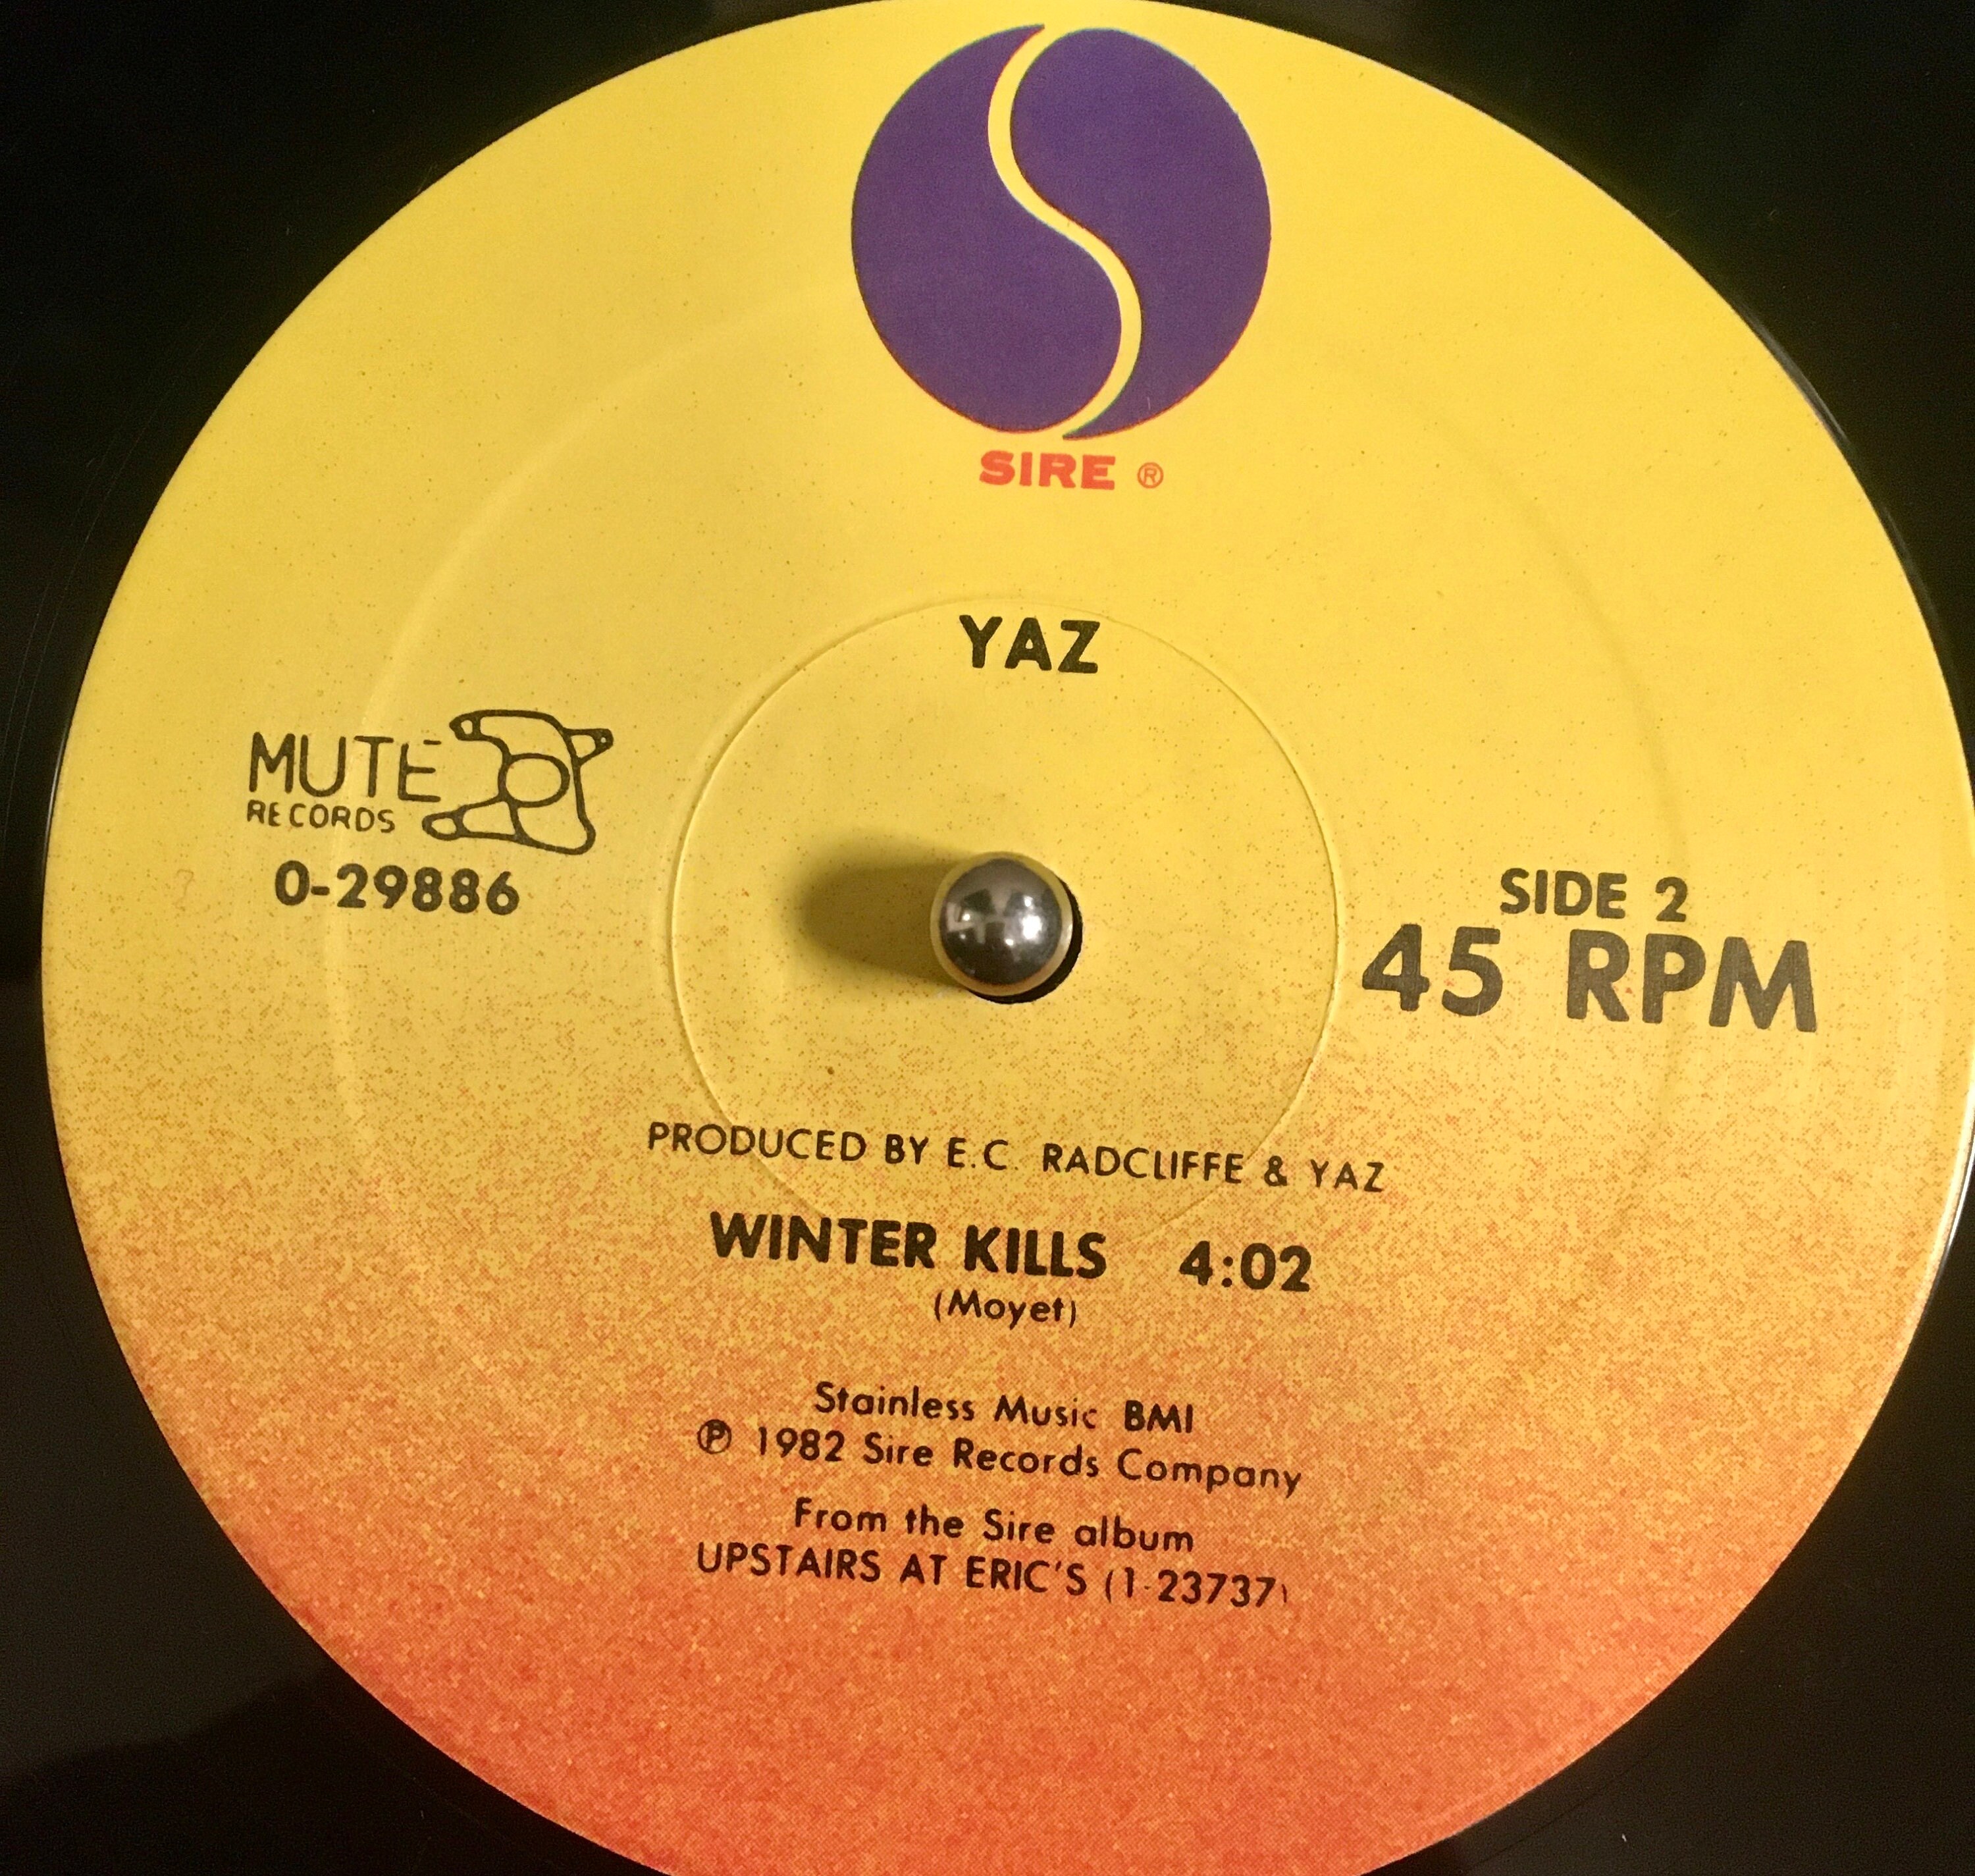 SIRE ®
YAZ
MUTE
RECORDS
0-29886
SIDE 2
45 RPM
PRODUCED BY E.C. RADCLIFFE & YAZ
WINTER KILLS 4:02
(Moyet)
Stainless Music BMI
℗ 1982 Sire Records Company
From the Sire album
UPSTAIRS AT ERIC'S (1-23737)